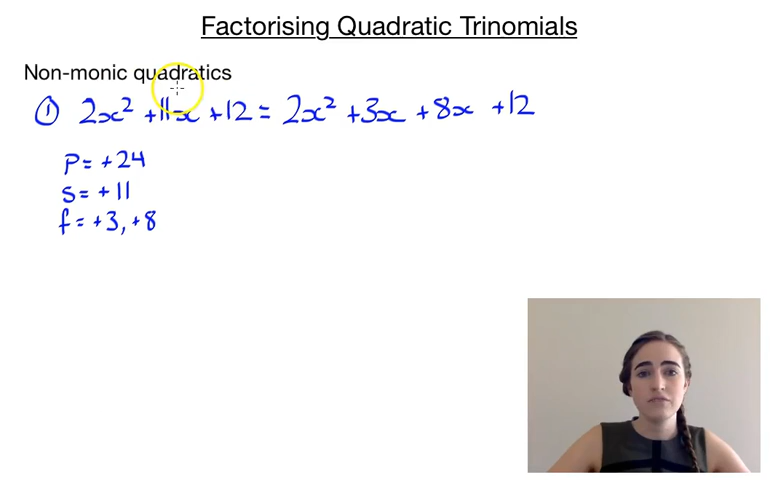 Factorising Quadratic Trinomials
Non-monic quadratics
① 2x² +11x +12 = 2x² +3x +8x +12
P = +24
S = +11
f = +3, +8